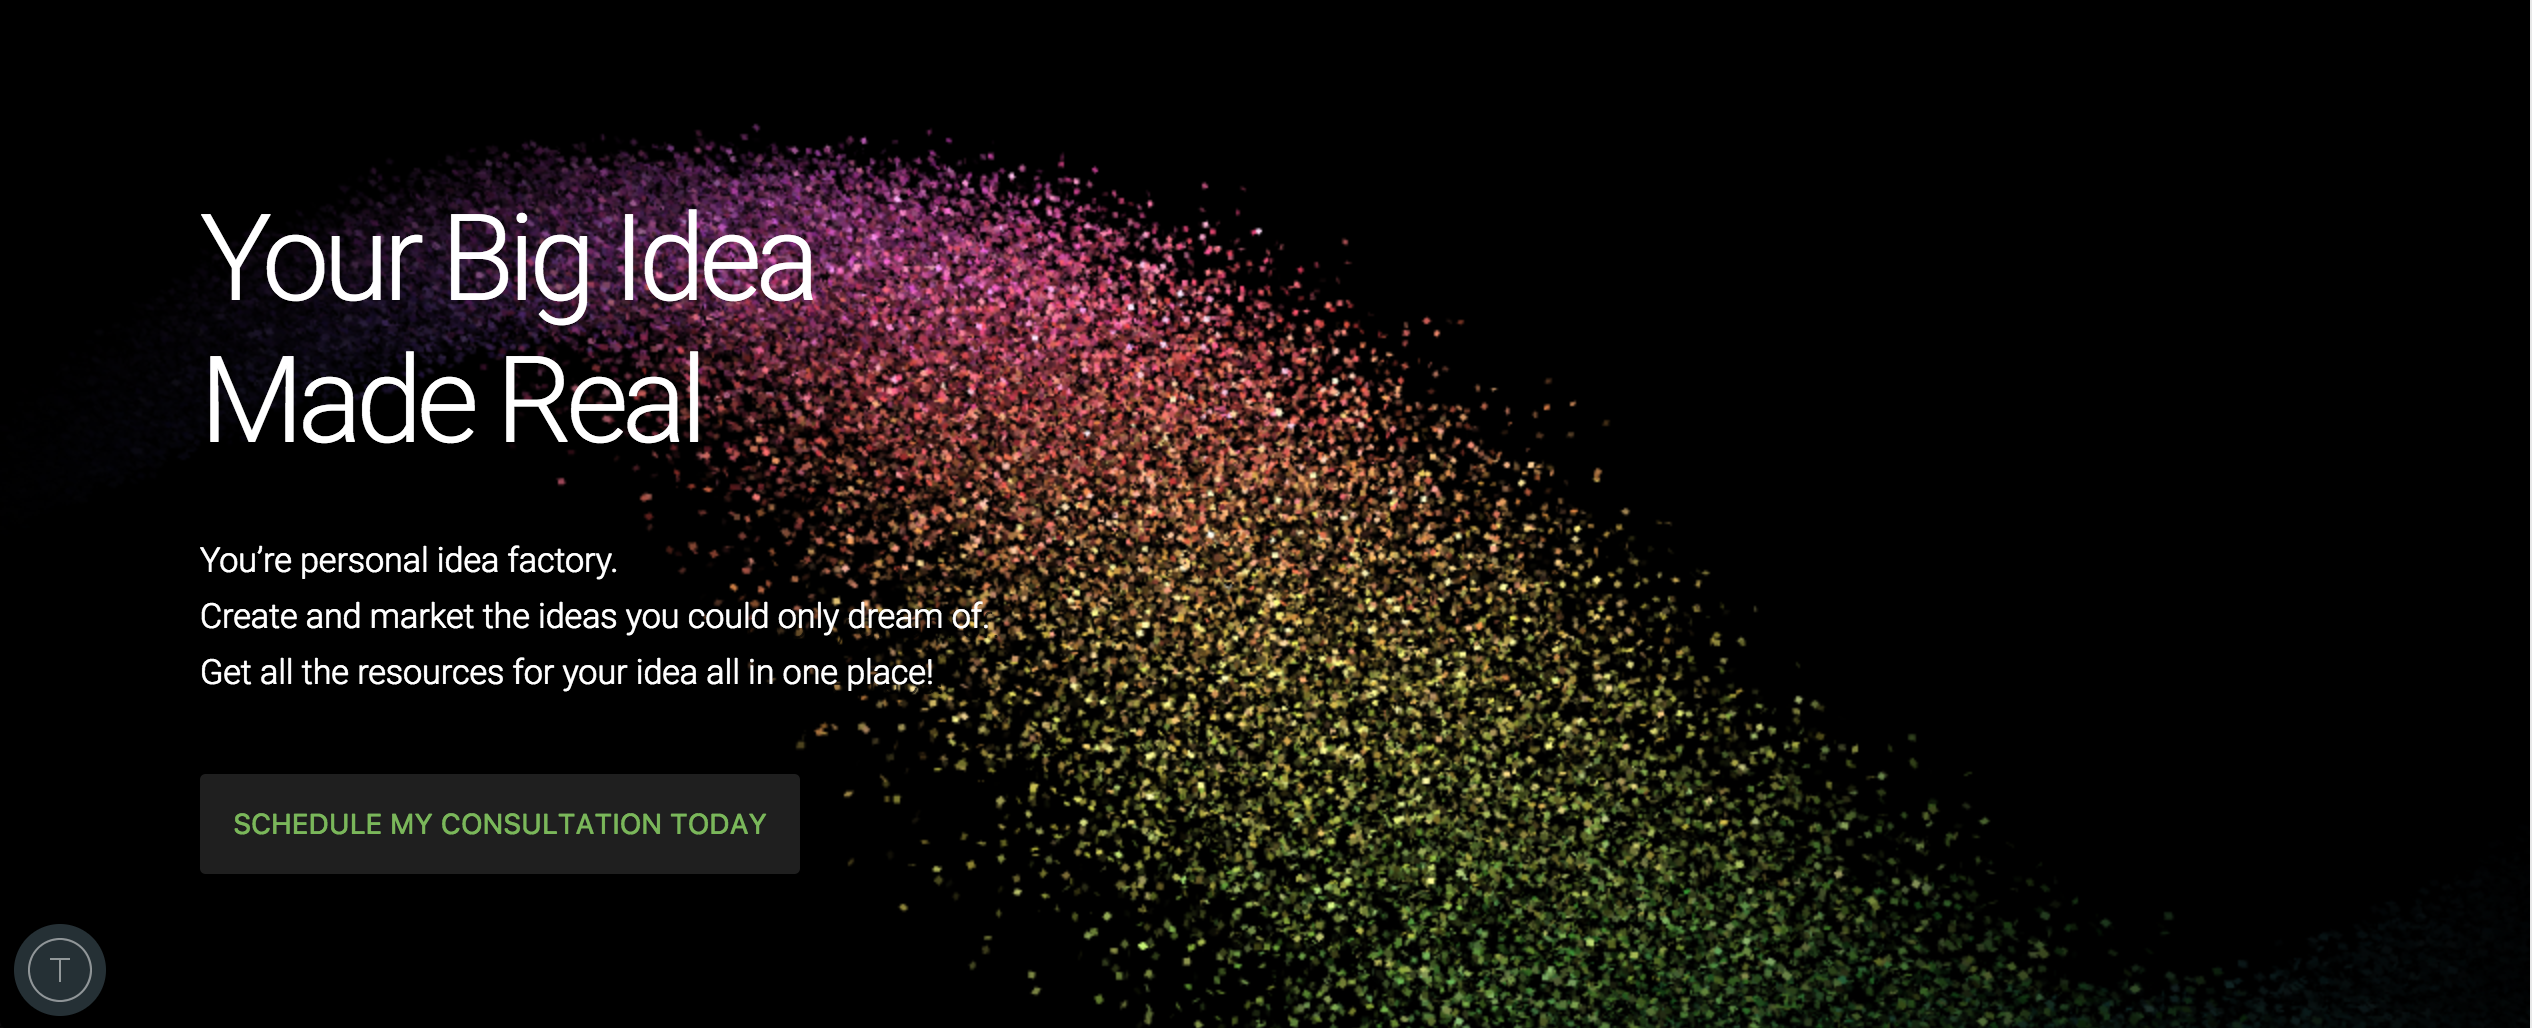 Your Big Idea
Made Real
You’re personal idea factory.
Create and market the ideas you could only dream of.
Get all the resources for your idea all in one place!
SCHEDULE MY CONSULTATION TODAY
T